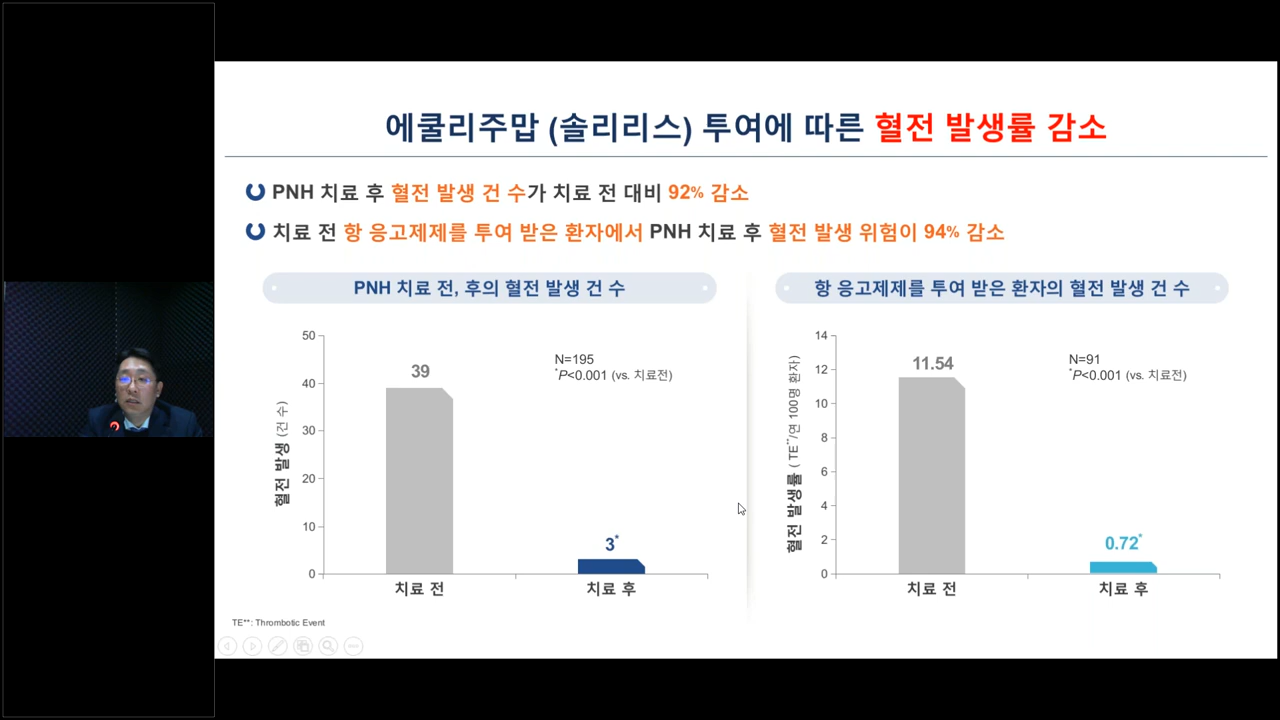 에쿨리주맙 (솔리리스) 투여에 따른 혈전 발생률 감소
PNH 치료 후 혈전 발생 건 수가 치료 전 대비 92% 감소
치료 전 항 응고제제를 투여 받은 환자에서 PNH 치료 후 혈전 발생 위험이 94% 감소
PNH 치료 전, 후의 혈전 발생 건 수
혈전 발생 (건 수)
50
40
30
20
10
0
39
3*
N=195
*P<0.001 (vs. 치료전)
치료 전
치료 후
항 응고제제를 투여 받은 환자의 혈전 발생 건 수
혈전 발생률 ( TE**/연 100명 환자)
14
12
10
8
6
4
2
0
11.54
0.72*
N=91
*P<0.001 (vs. 치료전)
치료 전
치료 후
TE**: Thrombotic Event